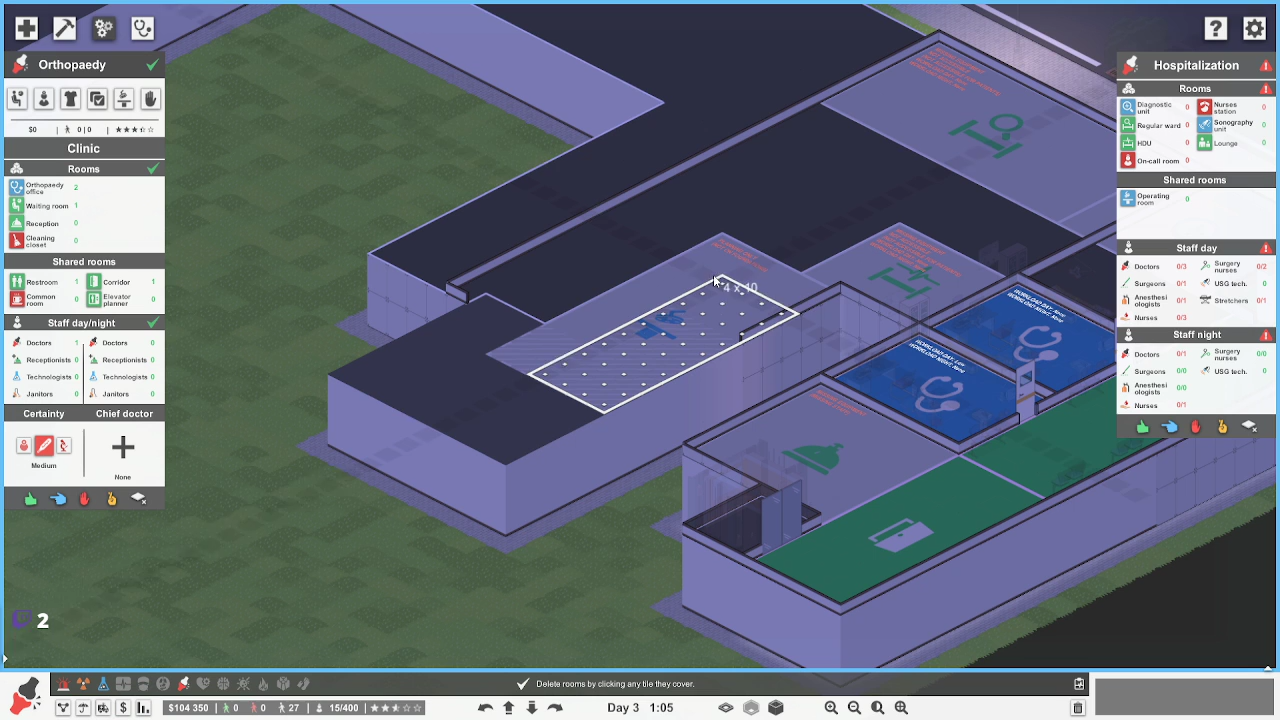 Orthopaedy
$0 | 0|0 |
Clinic
Rooms
Orthopaedy office 2
Waiting room 1
Reception 0
Cleaning closet 0
Shared rooms
Restroom 1
Corridor 1
Common room 0
Elevator planner 0
Staff day/night
Doctors 1
Doctors 0
Receptionists 0
Receptionists 0
Technologists 0
Technologists 0
Janitors 0
Janitors 0
Certainty
Chief doctor
Medium
None
2
4 x 10
Hospitalization
Rooms
Diagnostic unit 0
Nurses station 0
Regular ward 0
Sonography unit 0
HDU 0
Lounge 0
On-call room 0
Shared rooms
Operating room 0
Staff day
Doctors 0/3
Surgery nurses 0/2
Surgeons 0/1
USG tech. 0
Anesthesiologists 0/1
Stretchers 0/1
Nurses 0/3
Staff night
Doctors 0/1
Surgery nurses 0/0
Surgeons 0/0
USG tech. 0
Anesthesiologists 0/0
Nurses 0/1
Delete rooms by clicking any tile they cover.
$104 350 | 0 | 0 | 27 | 15/400 |
Day 3 1:05